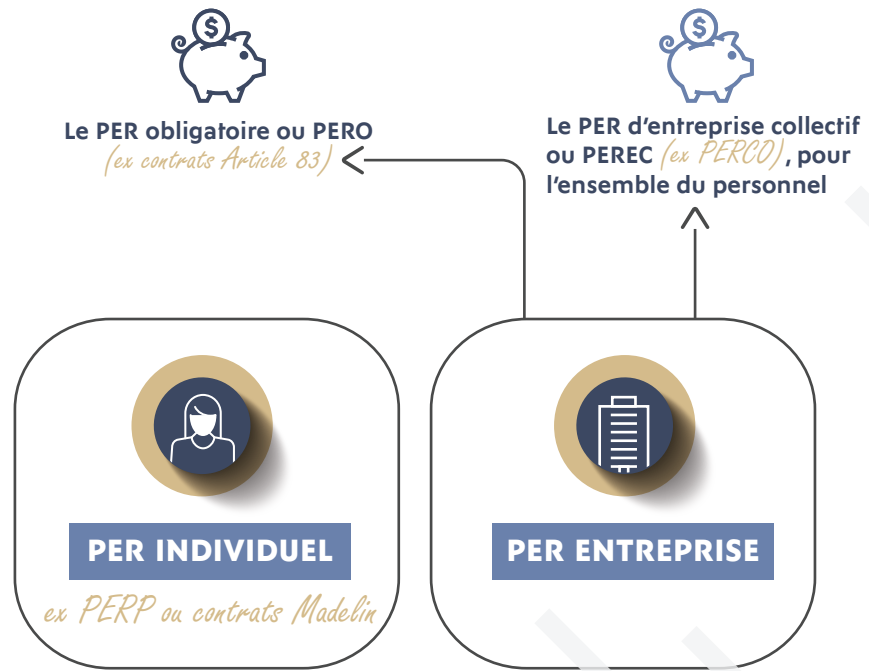 Le PER obligatoire ou PERO
(ex contrats Article 83)
Le PER d'entreprise collectif
ou PEREC (ex PERCO), pour
l'ensemble du personnel
PER INDIVIDUEL
ex PERP ou contrats Madelin
PER ENTREPRISE